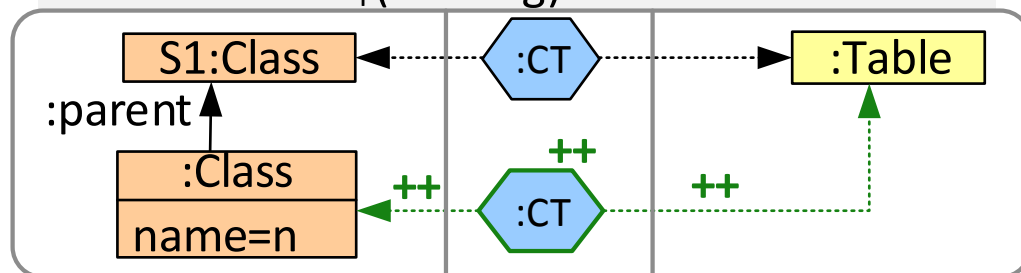 S1:Class
:CT
:Table
:parent
:Class
++
++
++
:CT
name=n